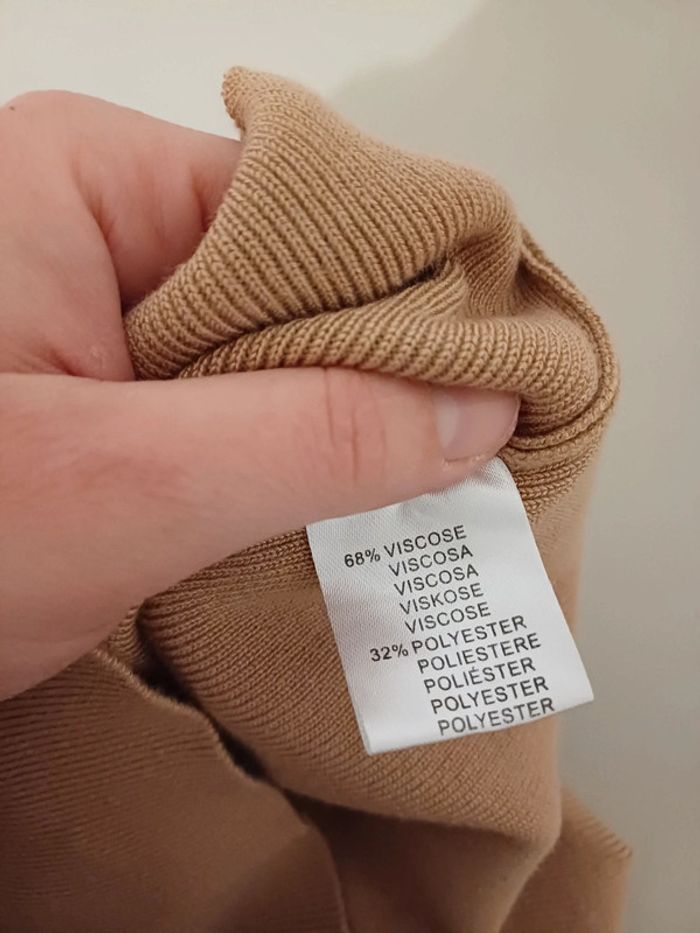 68% VISCOSE
VISCOSA
VISCOSA
VISKOSE
VISCOSE
32% POLYESTER
POLIESTERE
POLIÉSTER
POLYESTER
POLYESTER